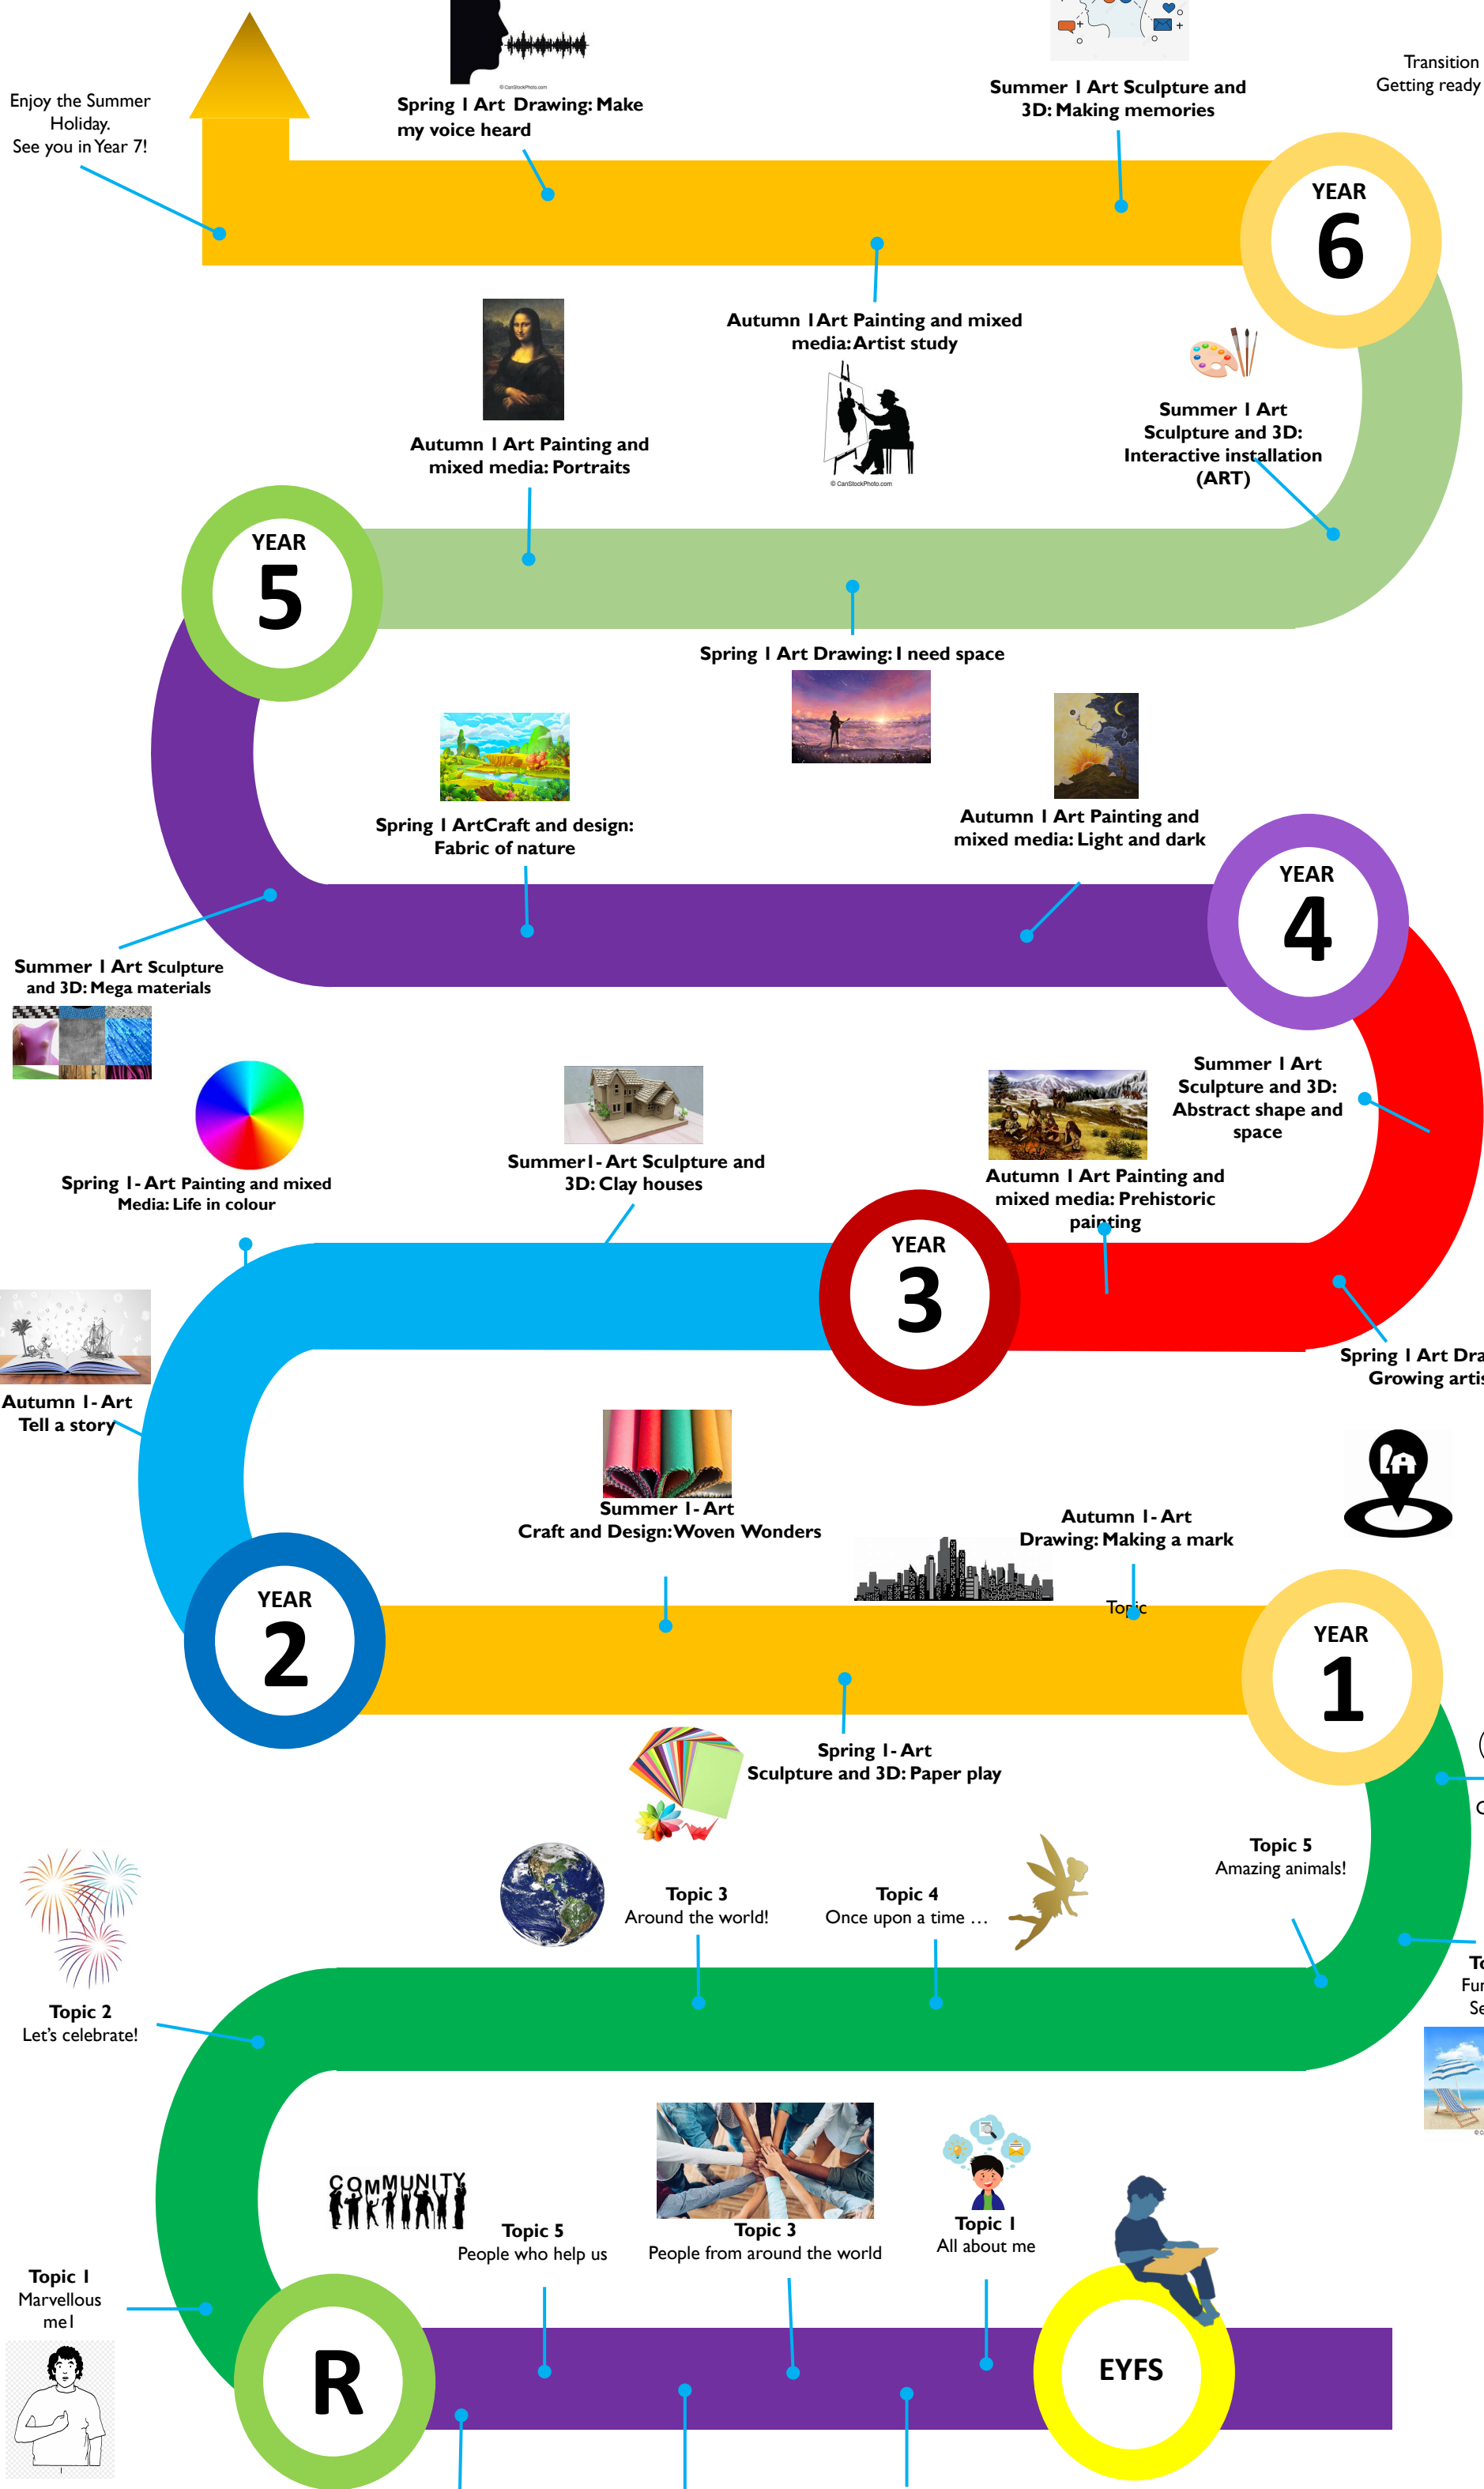 Transition
Getting ready
© CanStockPhoto.com
Enjoy the Summer
Holiday.
See you in Year 7!
Spring 1 Art Drawing: Make
my voice heard
Summer 1 Art Sculpture and
3D: Making memories
YEAR
6
Autumn 1Art Painting and mixed
media: Artist study
© CanStockPhoto.com
Summer 1 Art
Sculpture and 3D:
Interactive installation
(ART)
Autumn 1 Art Painting and
mixed media: Portraits
YEAR
5
Spring 1 Art Drawing: I need space
Spring 1 ArtCraft and design:
Fabric of nature
Autumn 1 Art Painting and
mixed media: Light and dark
YEAR
4
Summer 1 Art Sculpture
and 3D: Mega materials
Summer 1 Art
Sculpture and 3D:
Abstract shape and
space
Spring 1- Art Painting and mixed
Media: Life in colour
Summer1- Art Sculpture and
3D: Clay houses
Autumn 1 Art Painting and
mixed media: Prehistoric
painting
YEAR
3
Spring 1 Art
Growing
Autumn 1- Art
Tell a story
Summer 1- Art
Craft and Design: Woven Wonders
Autumn 1- Art
Drawing: Making a mark
Topic
YEAR
2
YEAR
1
Spring 1- Art
Sculpture and 3D: Paper play
Topic 5
Amazing animals!
Topic 3
Around the world!
Topic 4
Once upon a time …
Topic 2
Let's celebrate!
COMMUNITY
Topic 5
People who help us
Topic 3
People from around the world
Topic 1
All about me
Topic 1
Marvellous
me1
R
EYFS